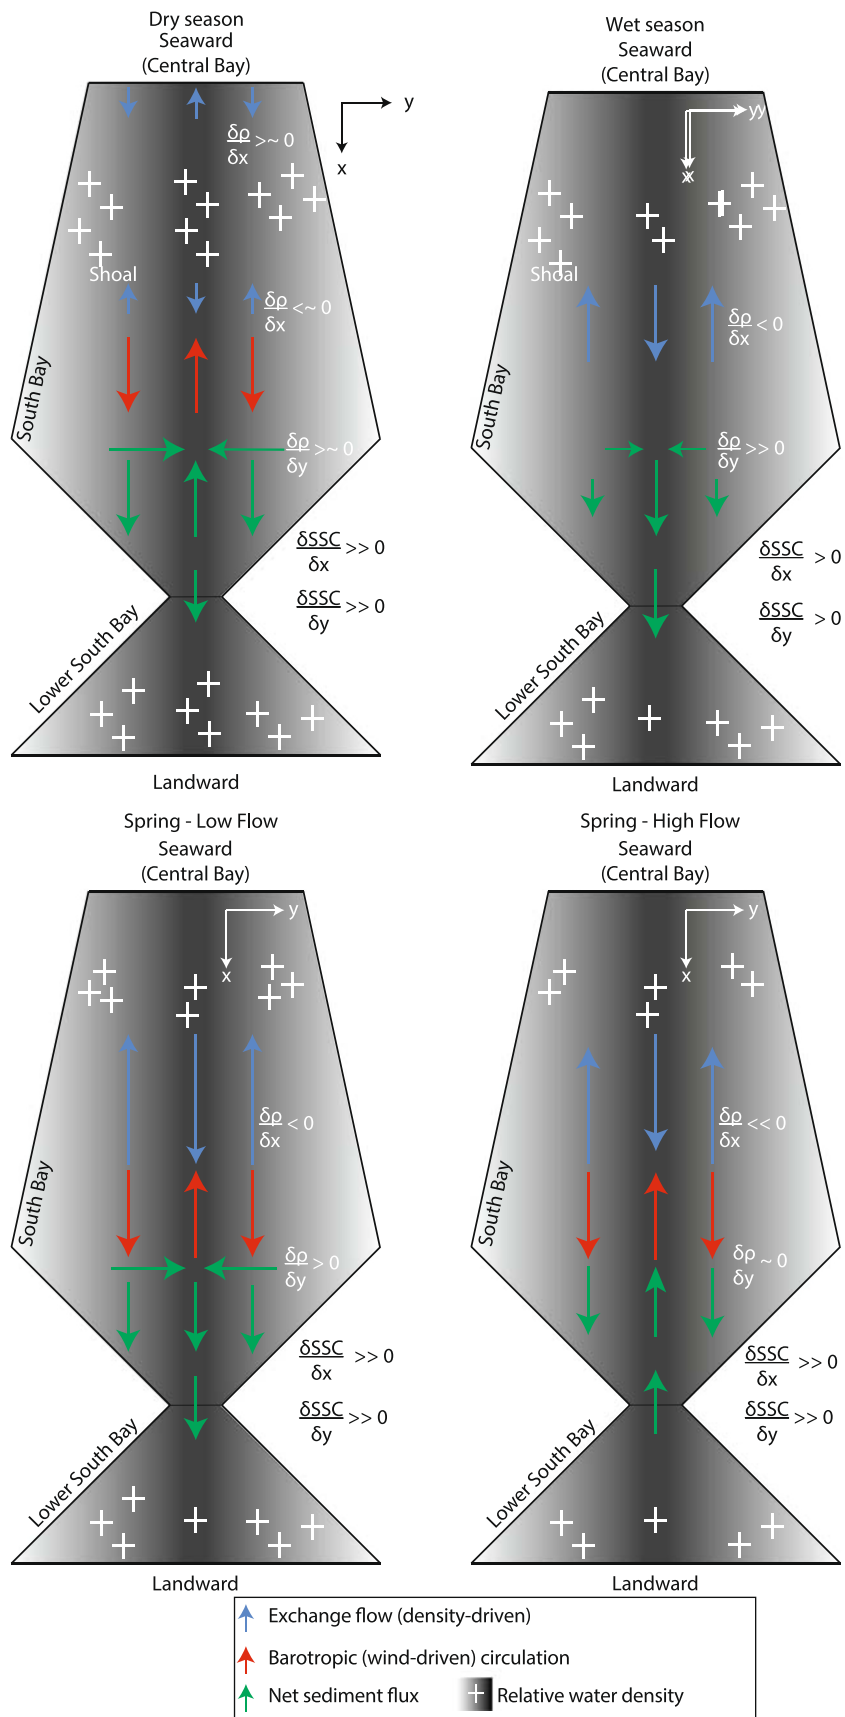 Dry season
Seaward
(Central Bay)
y
x
δρ
δx
>~ 0
Shoal
δρ
δx
<~ 0
South Bay
δρ
δy
>~ 0
δSSC
δx
>> 0
δSSC
δy
>> 0
Lower South Bay
Landward
Wet season
Seaward
(Central Bay)
yy
xx
Shoal
δρ
δx
< 0
South Bay
δρ
δy
>> 0
δSSC
δx
> 0
δSSC
δy
> 0
Lower South Bay
Landward
Spring - Low Flow
Seaward
(Central Bay)
y
x
δρ
δx
< 0
South Bay
δρ
δy
> 0
δSSC
δx
>> 0
δSSC
δy
>> 0
Lower South Bay
Landward
Spring - High Flow
Seaward
(Central Bay)
y
x
δρ
δx
<< 0
South Bay
δρ
δy
~ 0
δSSC
δx
>> 0
δSSC
δy
>> 0
Lower South Bay
Landward
Exchange flow (density-driven)
Barotropic (wind-driven) circulation
Net sediment flux
Relative water density